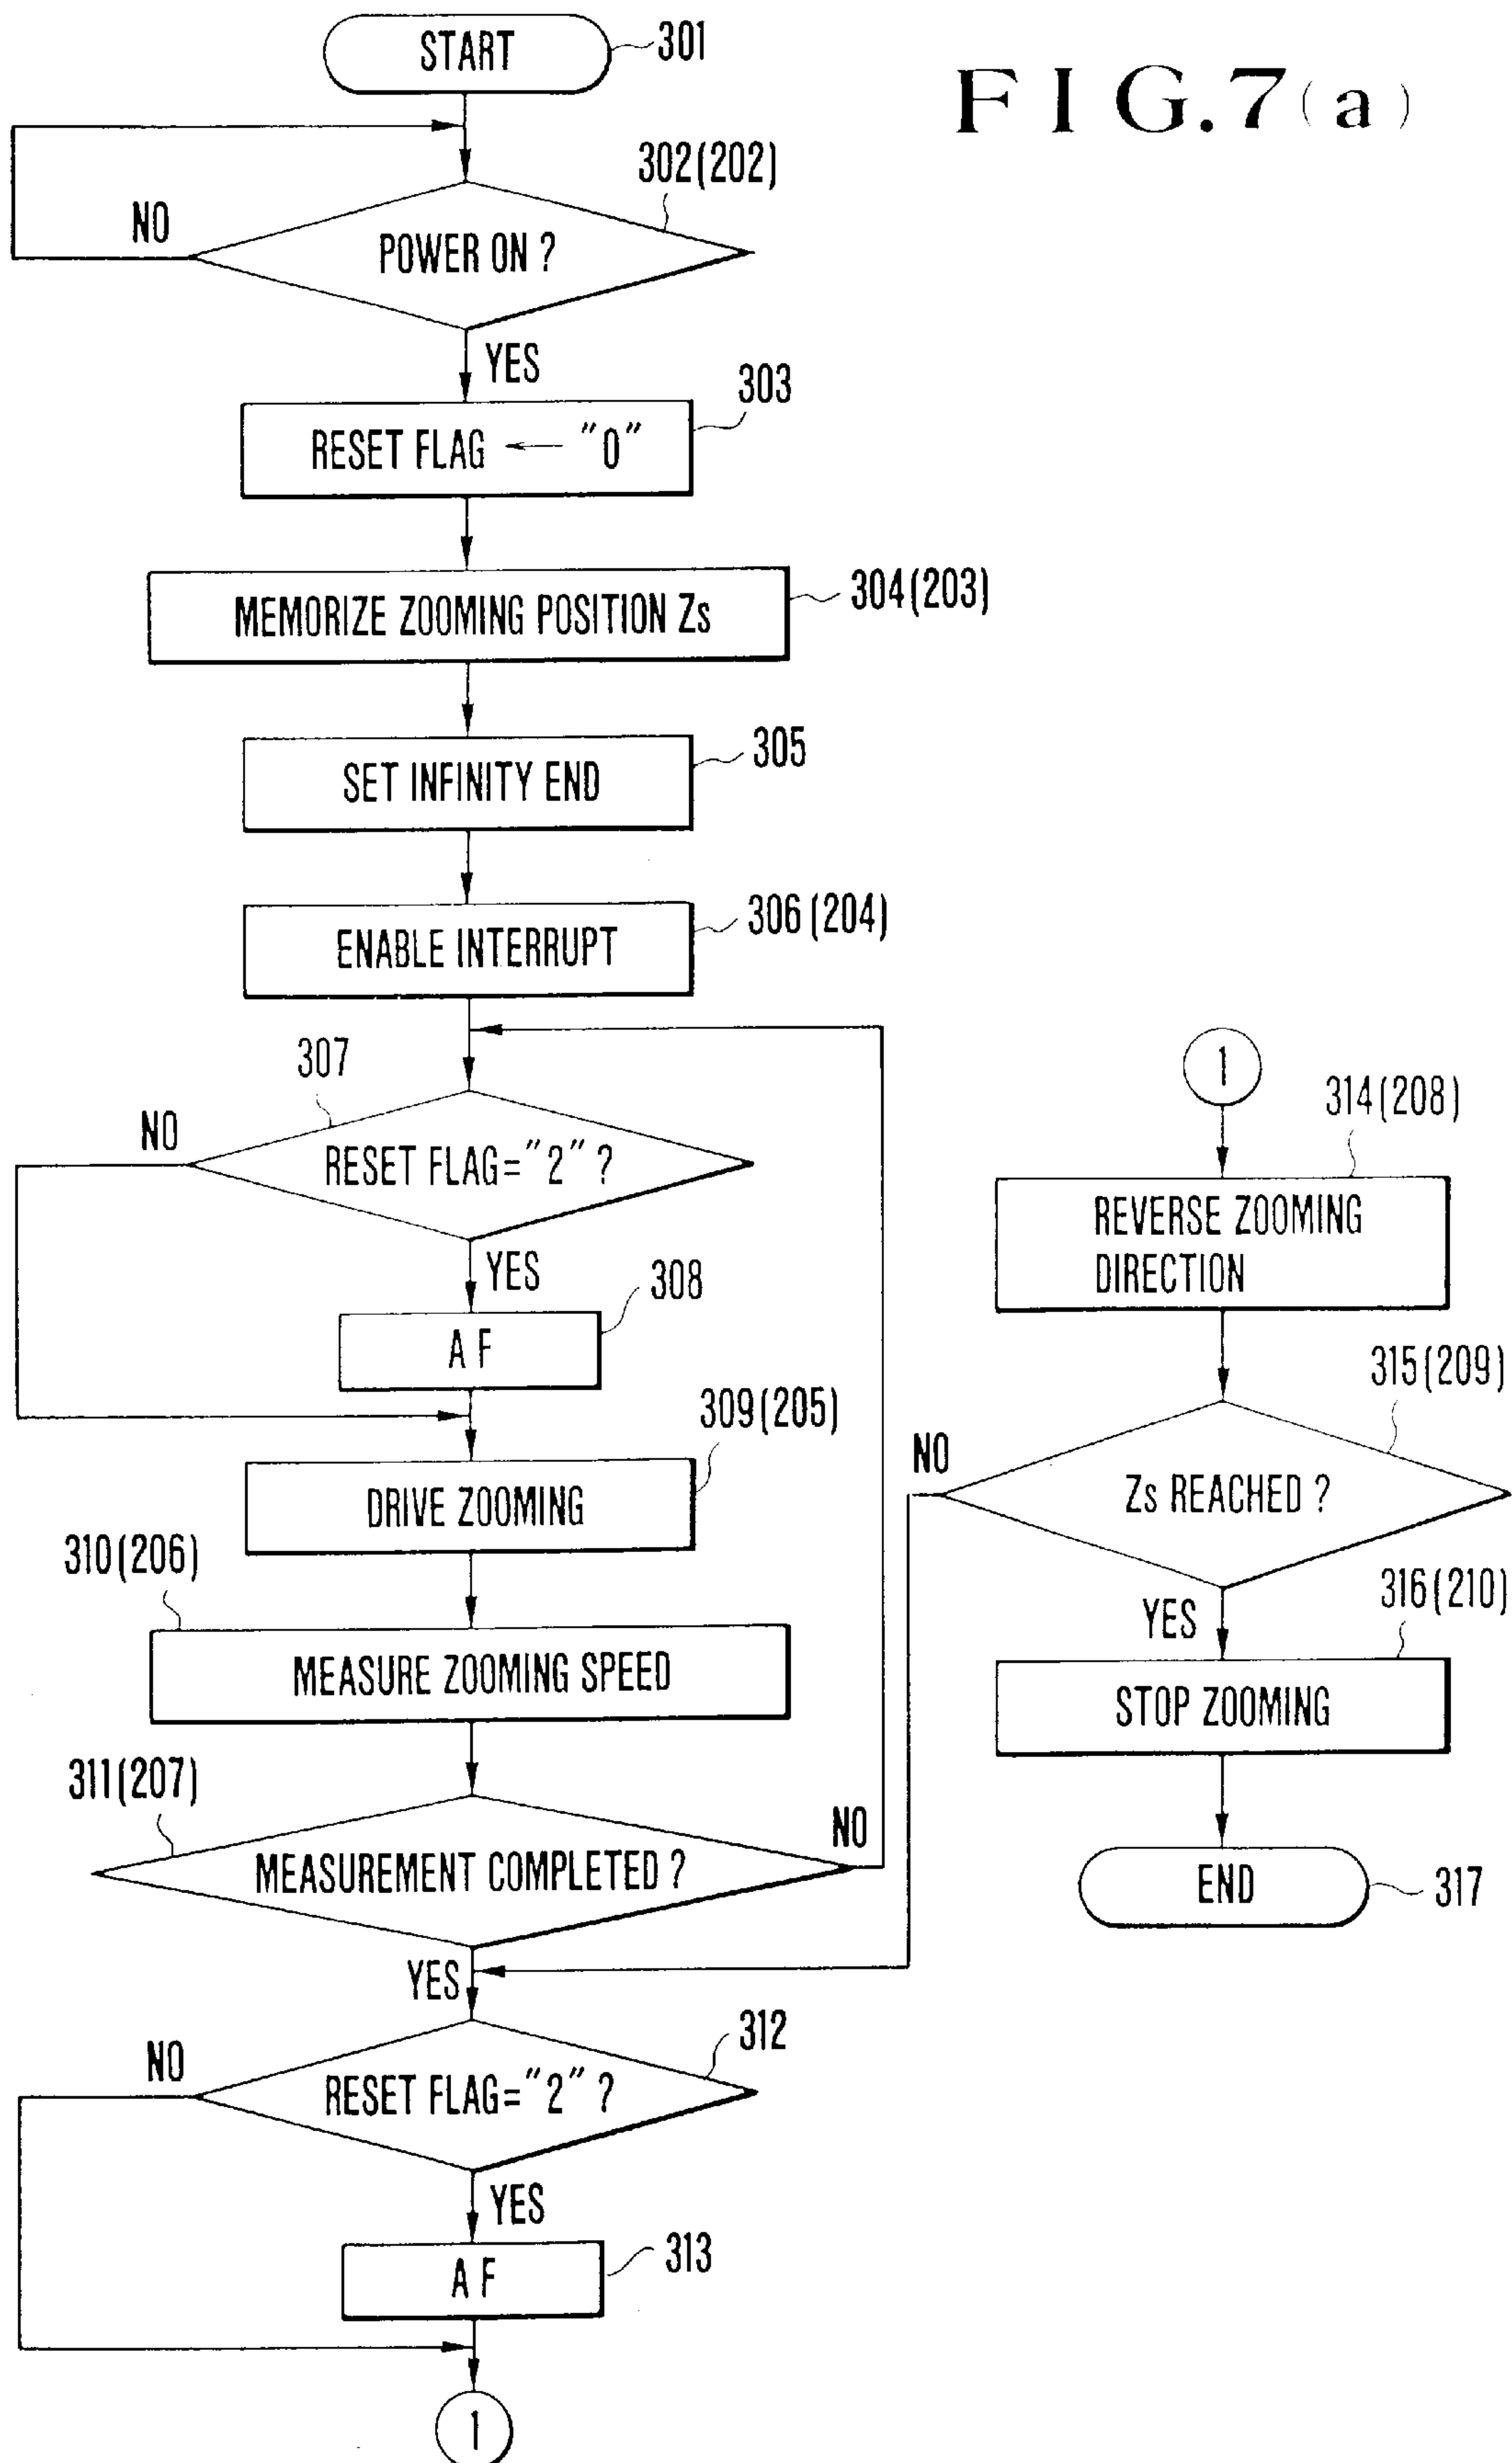 FIG.7(a)
START
301
302(202)
NO
POWER ON ?
YES
303
RESET FLAG ← "0"
MEMORIZE ZOOMING POSITION Zs
304(203)
SET INFINITY END
305
ENABLE INTERRUPT
306(204)
307
NO
RESET FLAG="2" ?
YES
308
A F
309(205)
DRIVE ZOOMING
310(206)
MEASURE ZOOMING SPEED
311(207)
NO
MEASUREMENT COMPLETED ?
YES
312
NO
RESET FLAG="2" ?
YES
313
A F
1
1
314(208)
REVERSE ZOOMING
DIRECTION
315(209)
NO
Zs REACHED ?
YES
316(210)
STOP ZOOMING
END
317